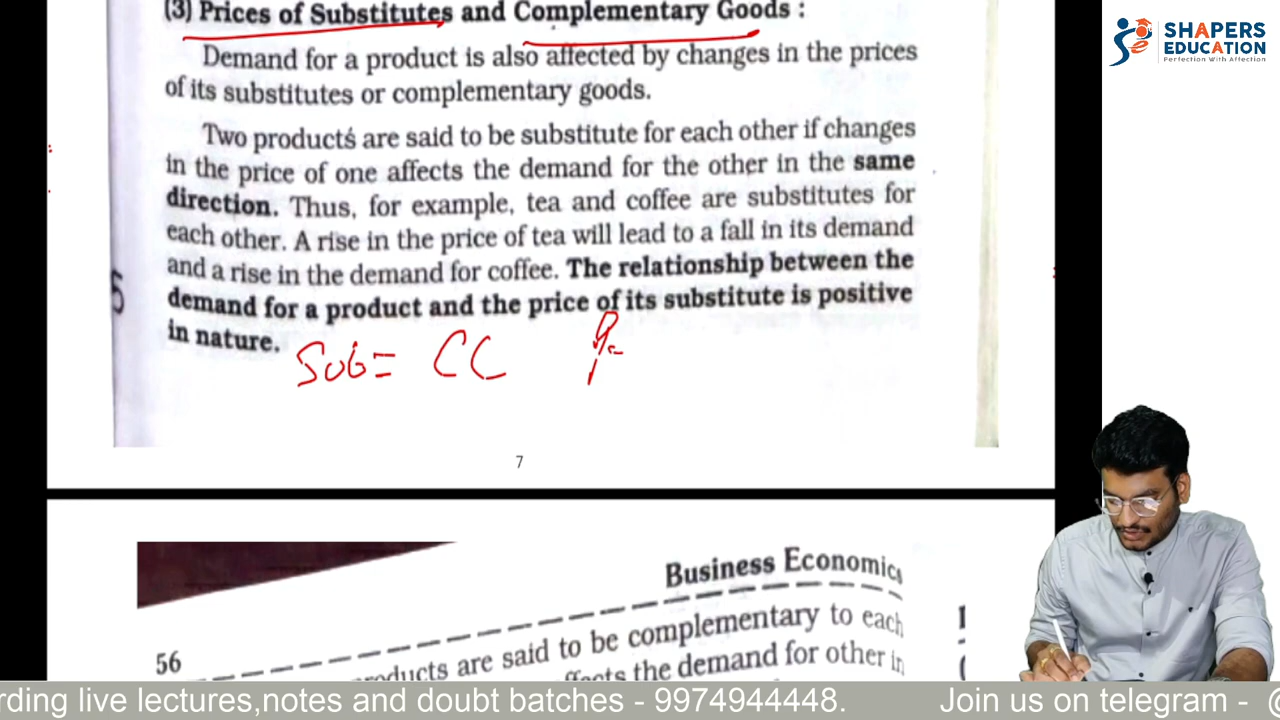 (3) Prices of Substitutes and Complementary Goods :
SHAPERS
EDUCATION
Perfection With Affection
Demand for a product is also affected by changes in the prices
of its substitutes or complementary goods.
Two products are said to be substitute for each other if changes
in the price of one affects the demand for the other in the same
direction. Thus, for example, tea and coffee are substitutes for
each other. A rise in the price of tea will lead to a fall in its demand
and a rise in the demand for coffee. The relationship between the
demand for a product and the price of its substitute is positive
in nature.
5
Sub = CC
7
Business Economics
56
products are said to be complementary to each
the demand for other in
rding live lectures,notes and doubt batches - 9974944448. Join us on telegram - @